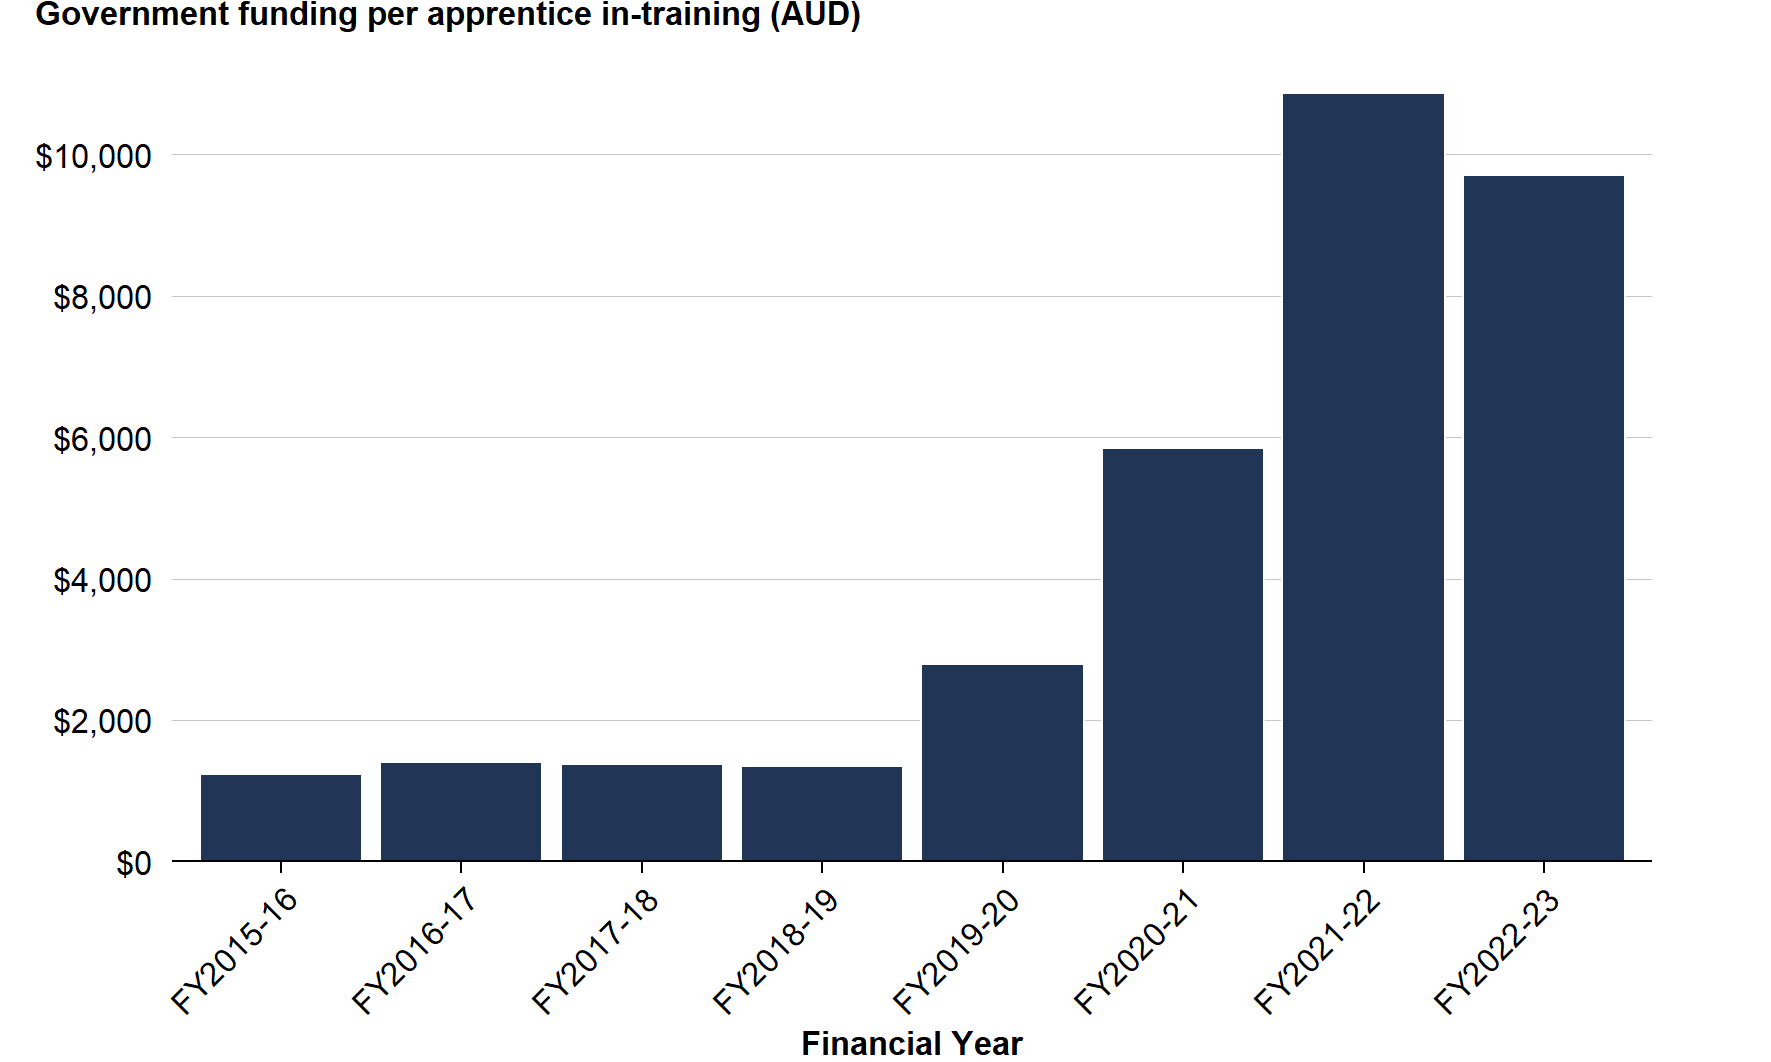 Government funding per apprentice in-training (AUD)
$10,000
$8,000
$6,000
$4,000
$2,000
$0
FY2015-16
FY2016-17
FY2017-18
FY2018-19
FY2019-20
FY2020-21
FY2021-22
FY2022-23
Financial Year